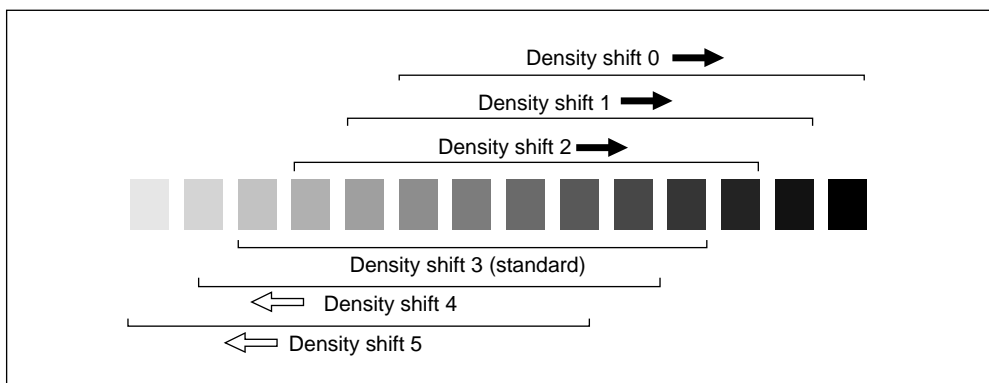 Density shift 0
Density shift 1
Density shift 2
Density shift 3 (standard)
Density shift 4
Density shift 5